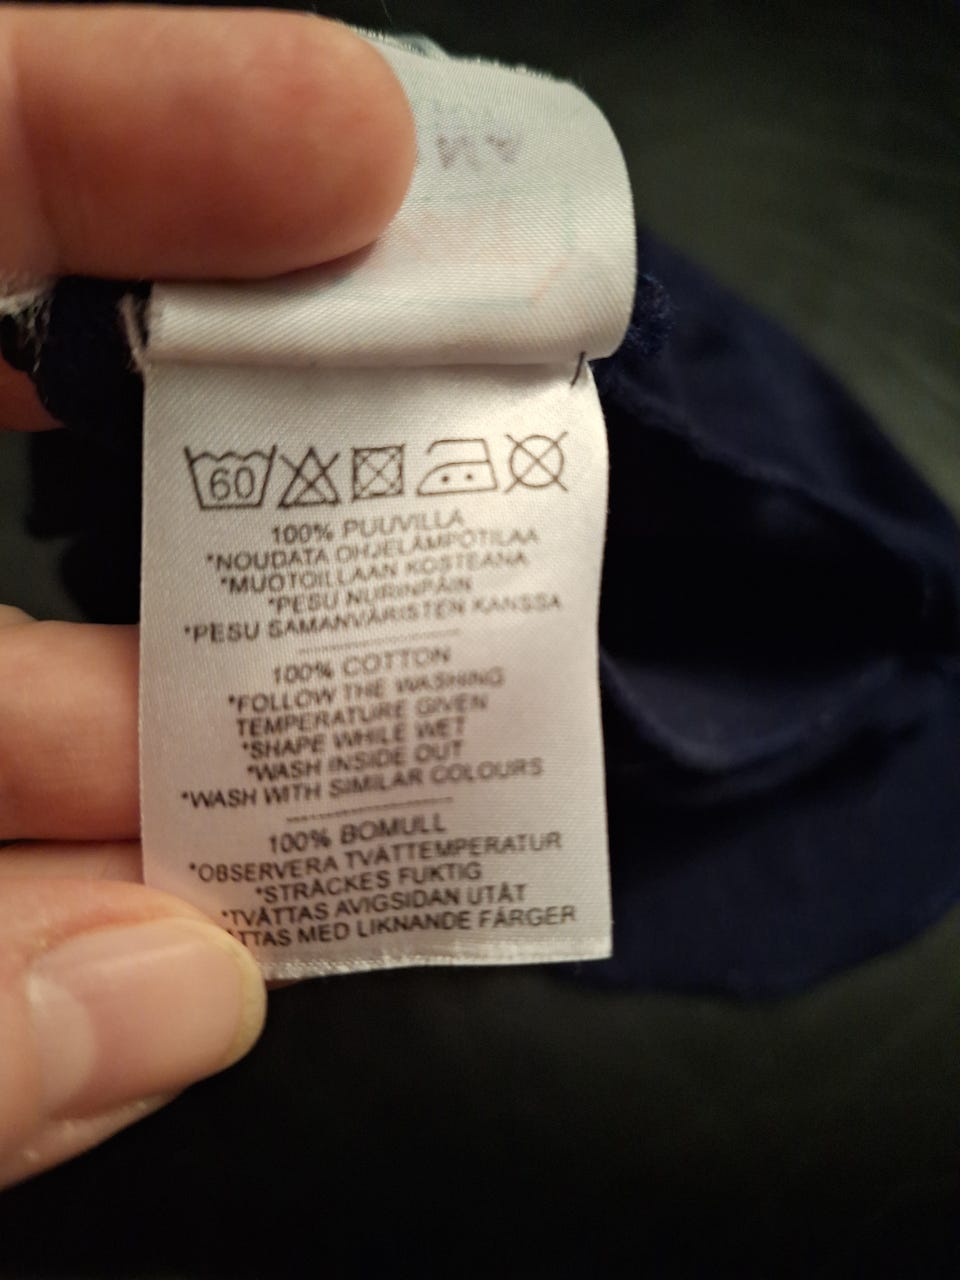 60
100% PUUVILLA
*NOUDATA OHJELÄMPÖTILAA
*MUOTOILLAAN KOSTEANA
*PESU NURINPÄIN
*PESU SAMANVÄRISTEN KANSSA
100% COTTON
*FOLLOW THE WASHING
TEMPERATURE GIVEN
*SHAPE WHILE WET
*WASH INSIDE OUT
*WASH WITH SIMILAR COLOURS
100% BOMULL
*OBSERVERA TVÄTTEMPERATUR
*STRÄCKES FUKTIG
*TVÄTTAS AVIGSIDAN UTÅT
ÄTTAS MED LIKNANDE FÄRGER